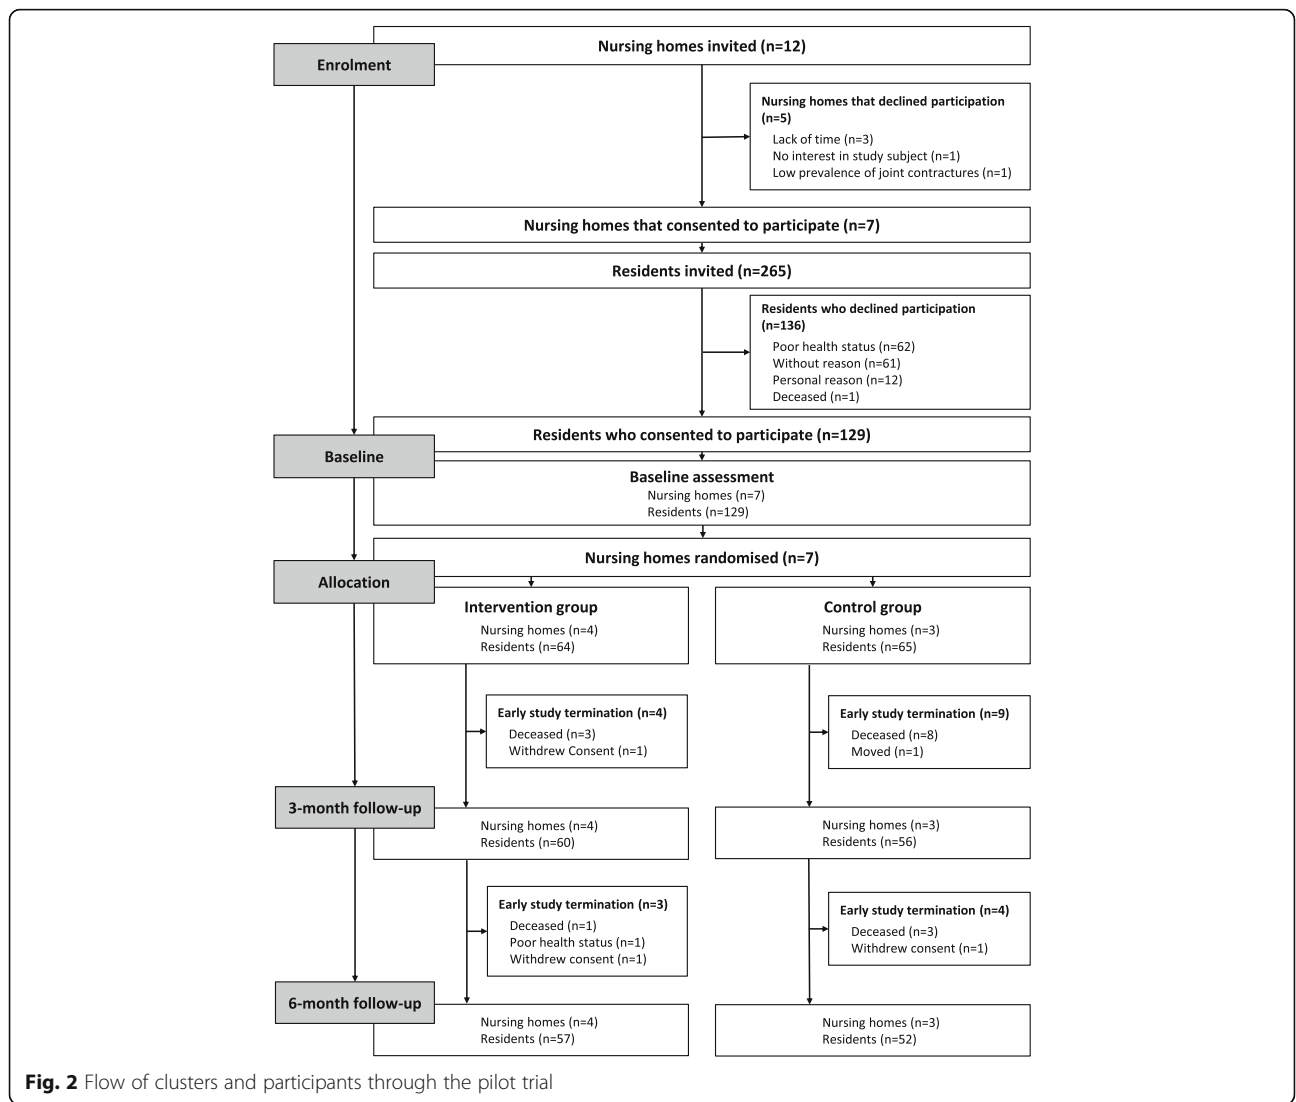 Nursing homes invited (n=12)
Enrolment
Nursing homes that declined participation
(n=5)
Lack of time (n=3)
No interest in study subject (n=1)
Low prevalence of joint contractures (n=1)
Nursing homes that consented to participate (n=7)
Residents invited (n=265)
Residents who declined participation
(n=136)
Poor health status (n=62)
Without reason (n=61)
Personal reason (n=12)
Deceased (n=1)
Residents who consented to participate (n=129)
Baseline
Baseline assessment
Nursing homes (n=7)
Residents (n=129)
Nursing homes randomised (n=7)
Allocation
Intervention group
Nursing homes (n=4)
Residents (n=64)
Control group
Nursing homes (n=3)
Residents (n=65)
Early study termination (n=4)
Deceased (n=3)
Withdrew Consent (n=1)
Early study termination (n=9)
Deceased (n=8)
Moved (n=1)
3-month follow-up
Nursing homes (n=4)
Residents (n=60)
Nursing homes (n=3)
Residents (n=56)
Early study termination (n=3)
Deceased (n=1)
Poor health status (n=1)
Withdrew consent (n=1)
Early study termination (n=4)
Deceased (n=3)
Withdrew consent (n=1)
6-month follow-up
Nursing homes (n=4)
Residents (n=57)
Nursing homes (n=3)
Residents (n=52)
Fig. 2 Flow of clusters and participants through the pilot trial